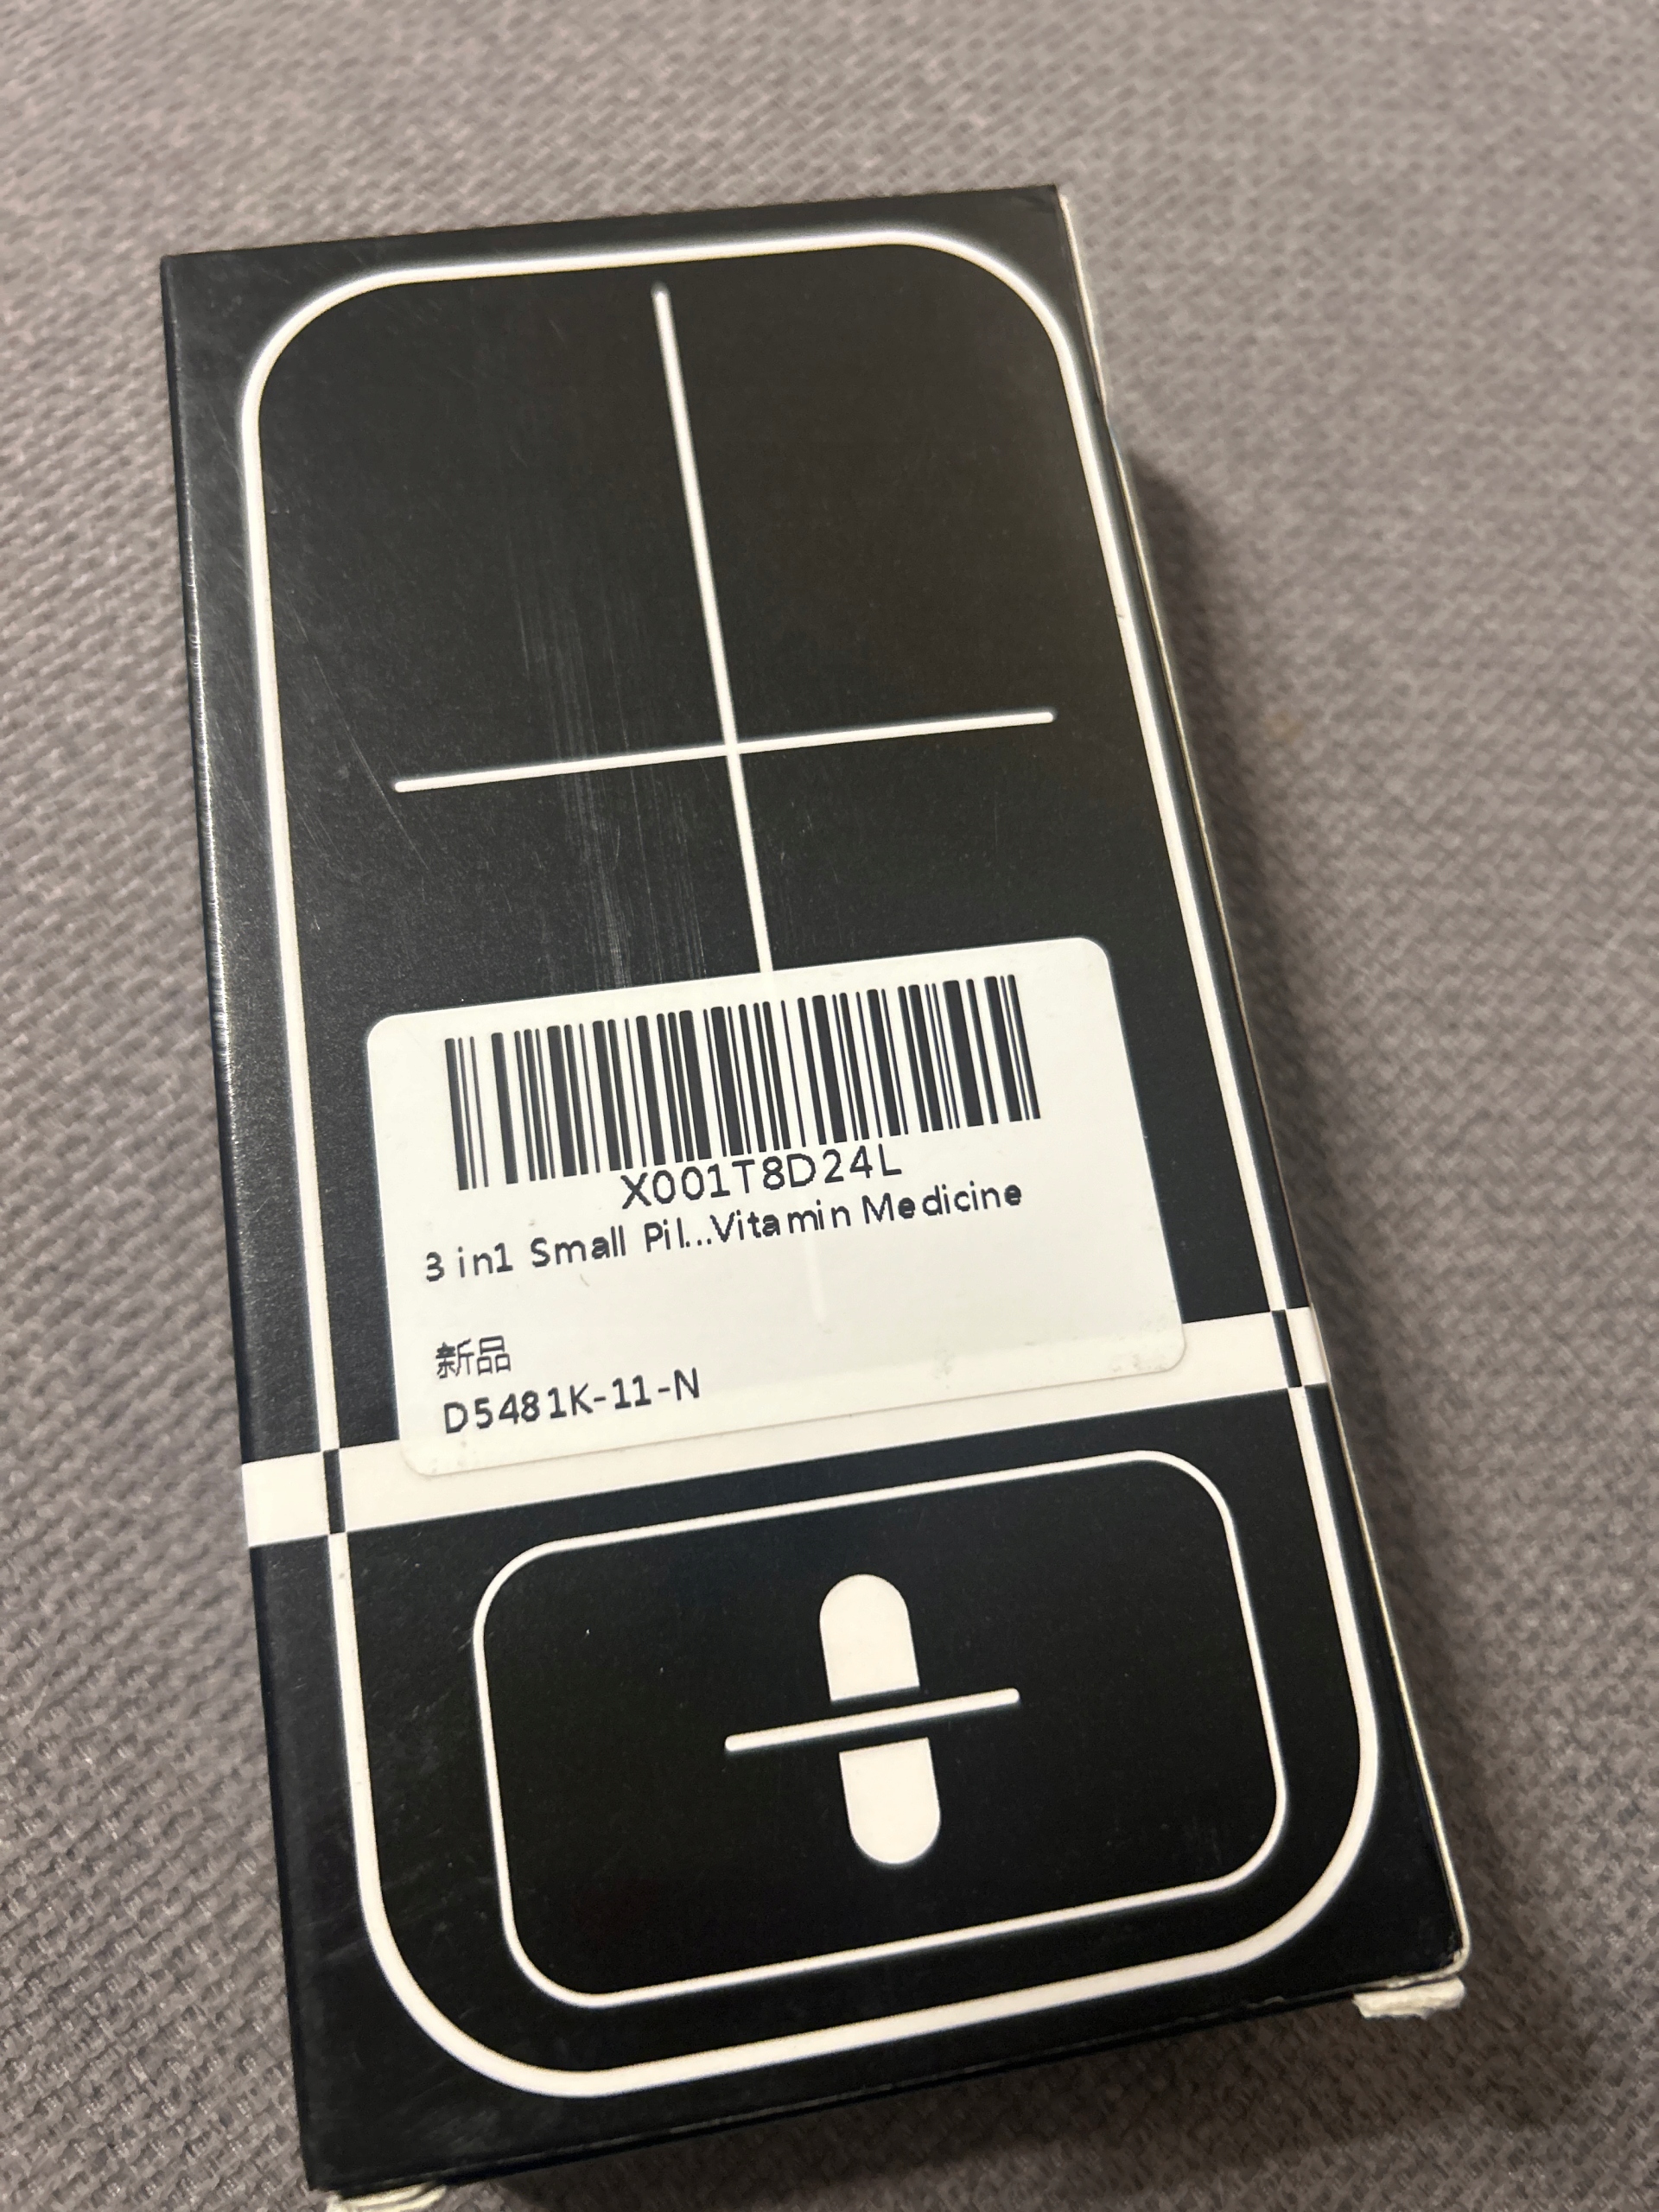 X001T8D24L
3 in1 Small Pil...Vitamin Medicine
新品
D5481K-11-N